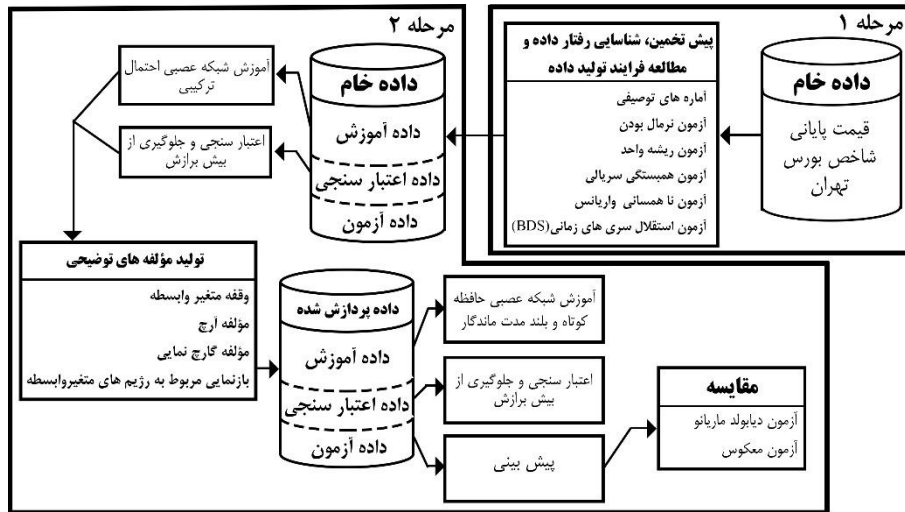 مرحله ۱
داده خام
قیمت پایانی
شاخص بورس
تهران
پیش تخمین، شناسایی رفتار داده و
مطالعه فرایند تولید داده
آماره های توصیفی
آزمون نرمال بودن
آزمون ریشه واحد
ازمون همبستگی سریالی
آزمون نا همسانی واریانس
آزمون استقلال سری های زمانی(BDS)
مرحله ۲
داده خام
داده آموزش
داده اعتبار سنجی
داده آزمون
آموزش شبکه عصبی احتمال
ترکیبی
اعتبار سنجی و جلوگیری از
بیش برازش
تولید مؤلفه های توضیحی
وقفه متغیر وابسطه
مؤلفه آرچ
مؤلفه گارچ نمایی
بازنمایی مربوط به رژیم های متغیروابسطه
داده پردازش شده
داده آموزش
داده اعتبار سنجی
داده آزمون
آموزش شبکه عصبی حافظه
کوتاه و بلند مدت ماندگار
اعتبار سنجی و جلوگیری از
بیش برازش
پیش بینی
مقایسه
آزمون دیابولد ماریانو
آزمون معکوس